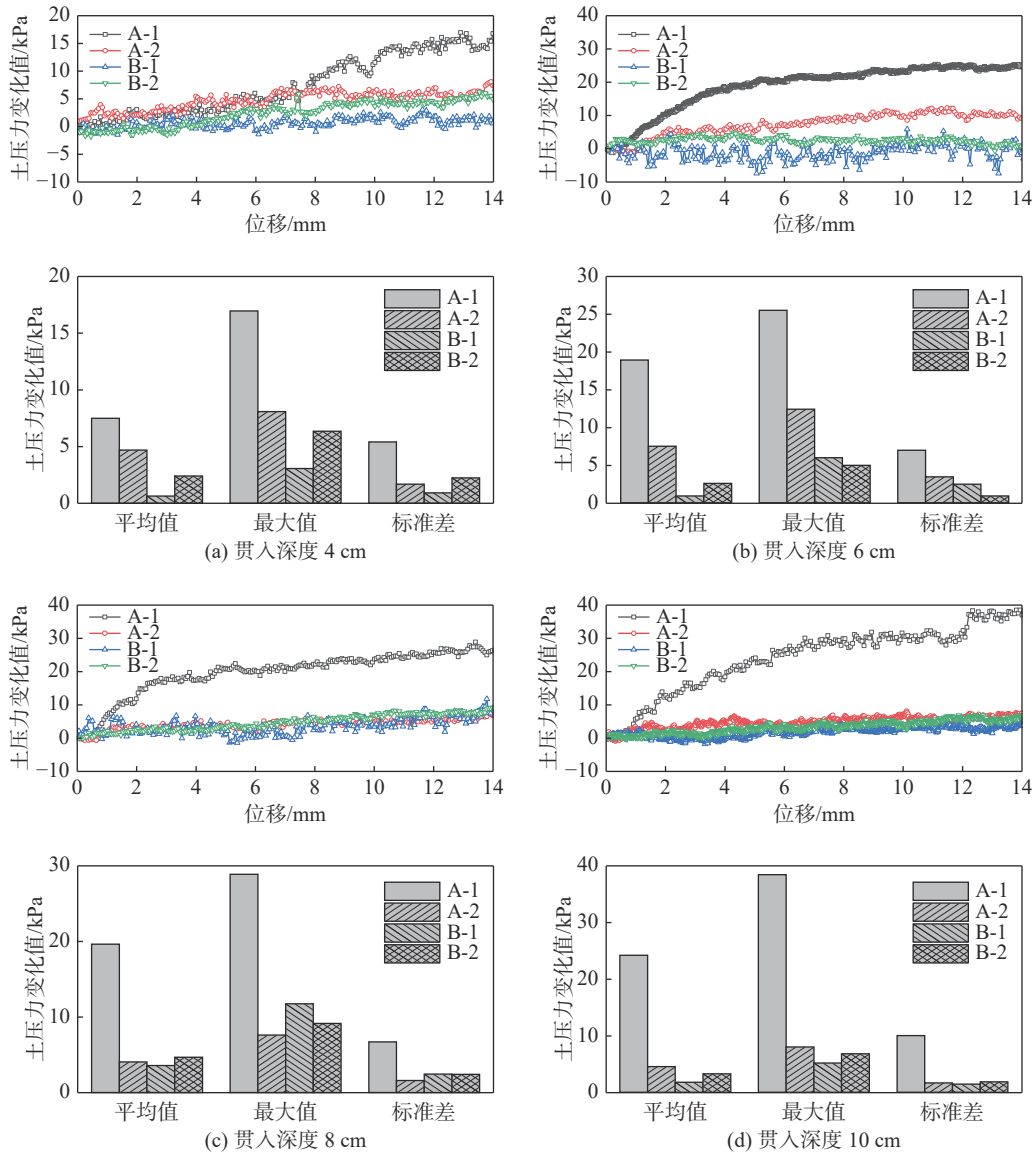 土压力变化值/kPa
20
15
10
5
0
−5
−10
A-1
A-2
B-1
B-2
0 2 4 6 8 10 12 14
位移/mm
土压力变化值/kPa
40
30
20
10
0
−10
A-1
A-2
B-1
B-2
0 2 4 6 8 10 12 14
位移/mm
土压力变化值/kPa
20
15
10
5
0
A-1
A-2
B-1
B-2
平均值 最大值 标准差
(a) 贯入深度 4 cm
土压力变化值/kPa
30
25
20
15
10
5
0
A-1
A-2
B-1
B-2
平均值 最大值 标准差
(b) 贯入深度 6 cm
土压力变化值/kPa
40
30
20
10
0
−10
A-1
A-2
B-1
B-2
0 2 4 6 8 10 12 14
位移/mm
土压力变化值/kPa
40
30
20
10
0
−10
A-1
A-2
B-1
B-2
0 2 4 6 8 10 12 14
位移/mm
土压力变化值/kPa
30
20
10
0
A-1
A-2
B-1
B-2
平均值 最大值 标准差
(c) 贯入深度 8 cm
土压力变化值/kPa
40
30
20
10
0
A-1
A-2
B-1
B-2
平均值 最大值 标准差
(d) 贯入深度 10 cm